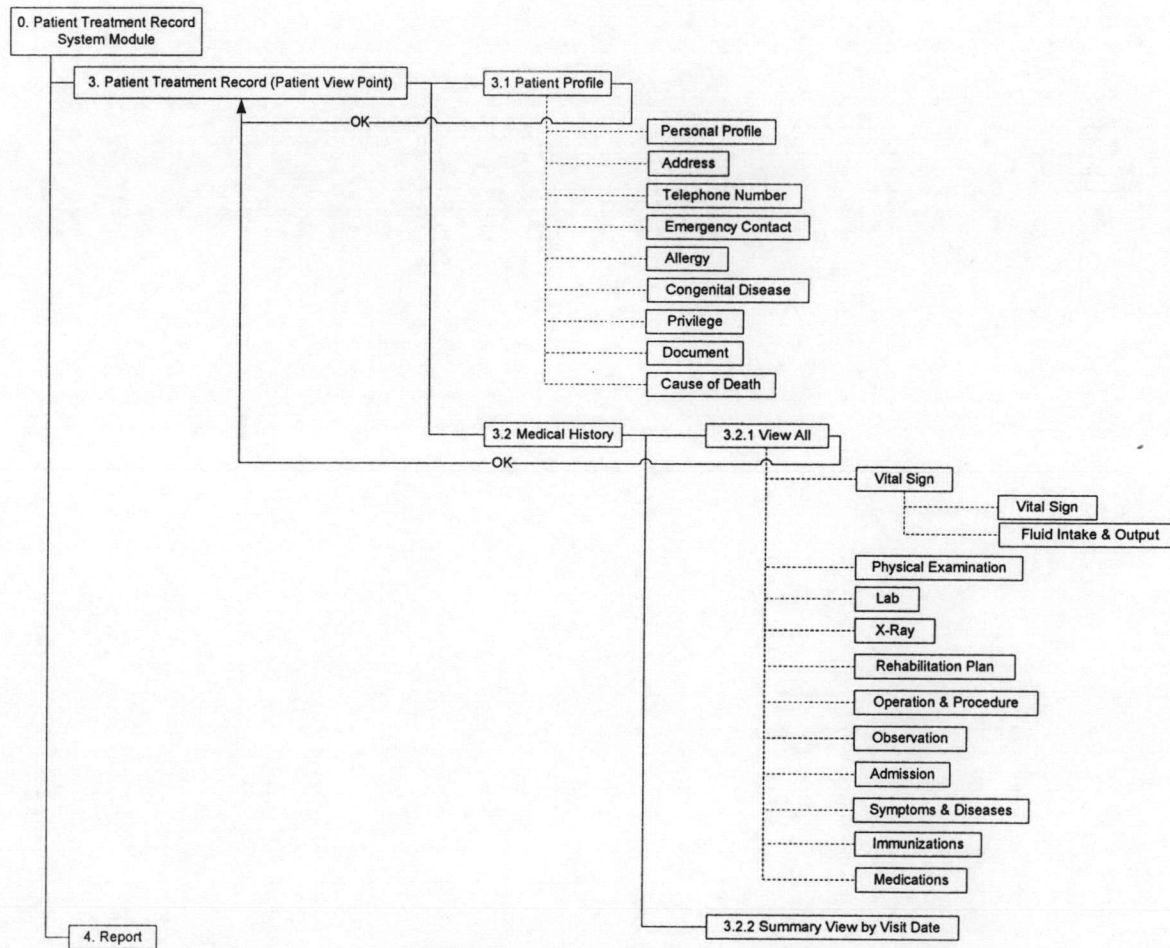 0. Patient Treatment Record
System Module
3. Patient Treatment Record (Patient View Point)
3.1 Patient Profile
OK
Personal Profile
Address
Telephone Number
Emergency Contact
Allergy
Congenital Disease
Privilege
Document
Cause of Death
3.2 Medical History
3.2.1 View All
OK
Vital Sign
Vital Sign
Fluid Intake & Output
Physical Examination
Lab
X-Ray
Rehabilitation Plan
Operation & Procedure
Observation
Admission
Symptoms & Diseases
Immunizations
Medications
3.2.2 Summary View by Visit Date
4. Report